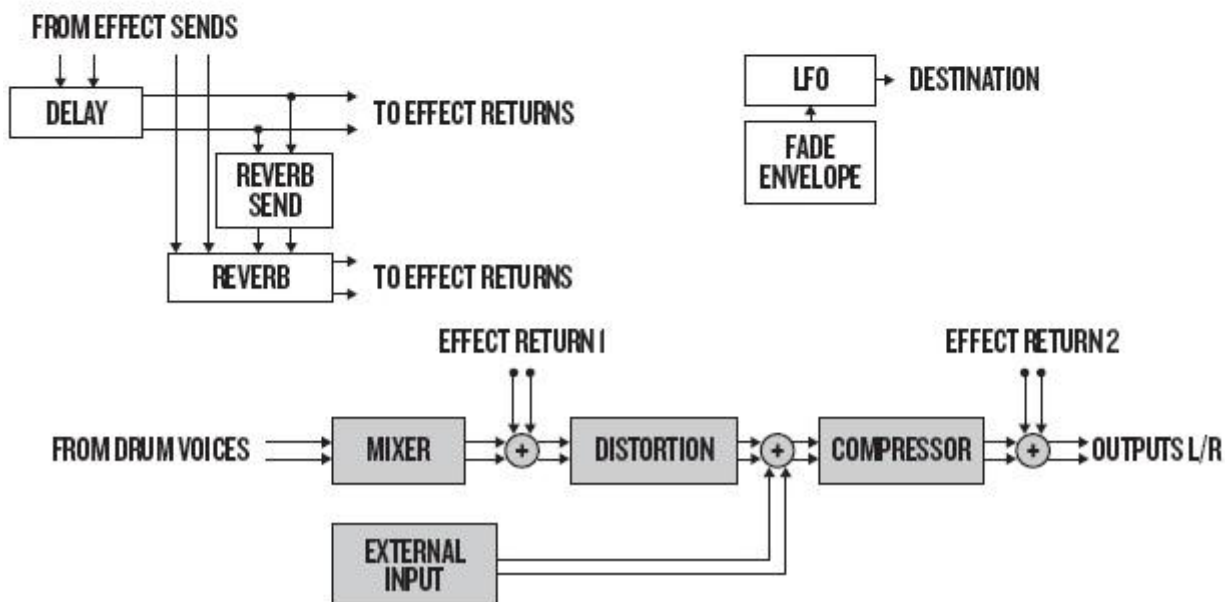 FROM EFFECT SENDS
DELAY
TO EFFECT RETURNS
REVERB
SEND
REVERB
TO EFFECT RETURNS
LFO
DESTINATION
FADE
ENVELOPE
EFFECT RETURN 1
EFFECT RETURN 2
FROM DRUM VOICES
MIXER
+
DISTORTION
+
COMPRESSOR
+
OUTPUTS L/R
EXTERNAL
INPUT